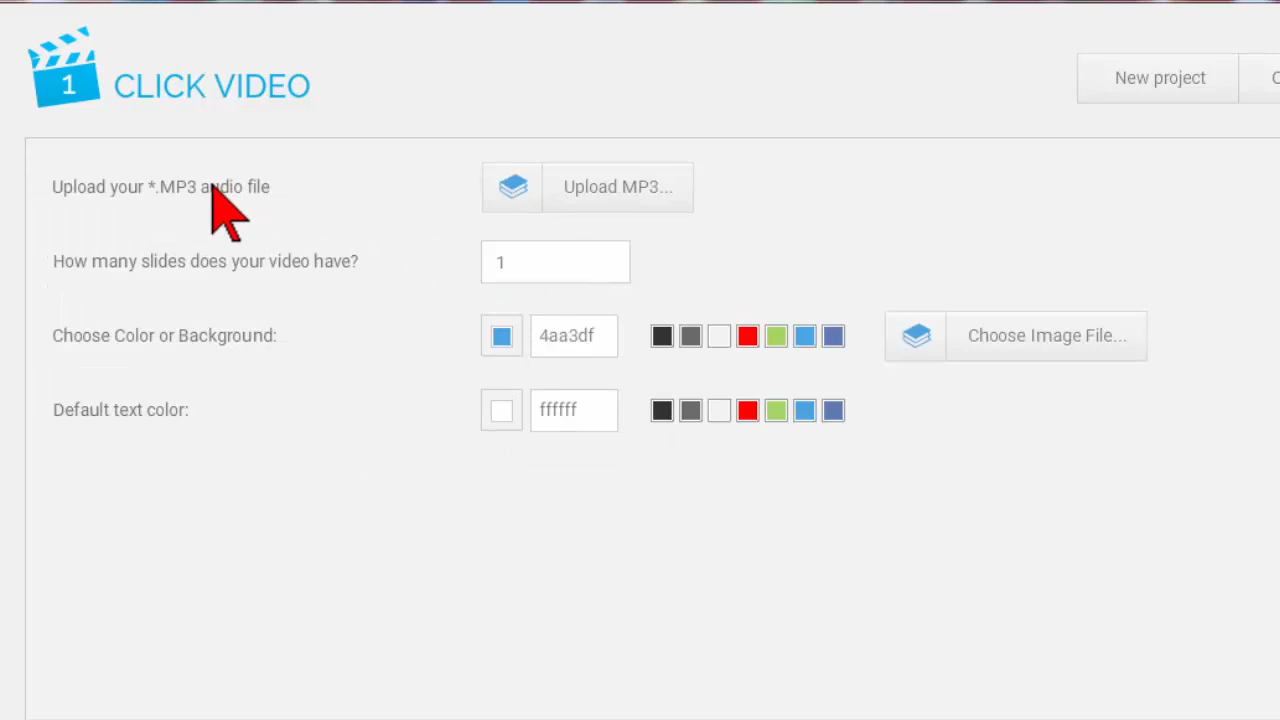 1 CLICK VIDEO
New project
Upload your *.MP3 audio file
Upload MP3...
How many slides does your video have?
1
Choose Color or Background:
4aa3df
Choose Image File...
Default text color:
ffffff